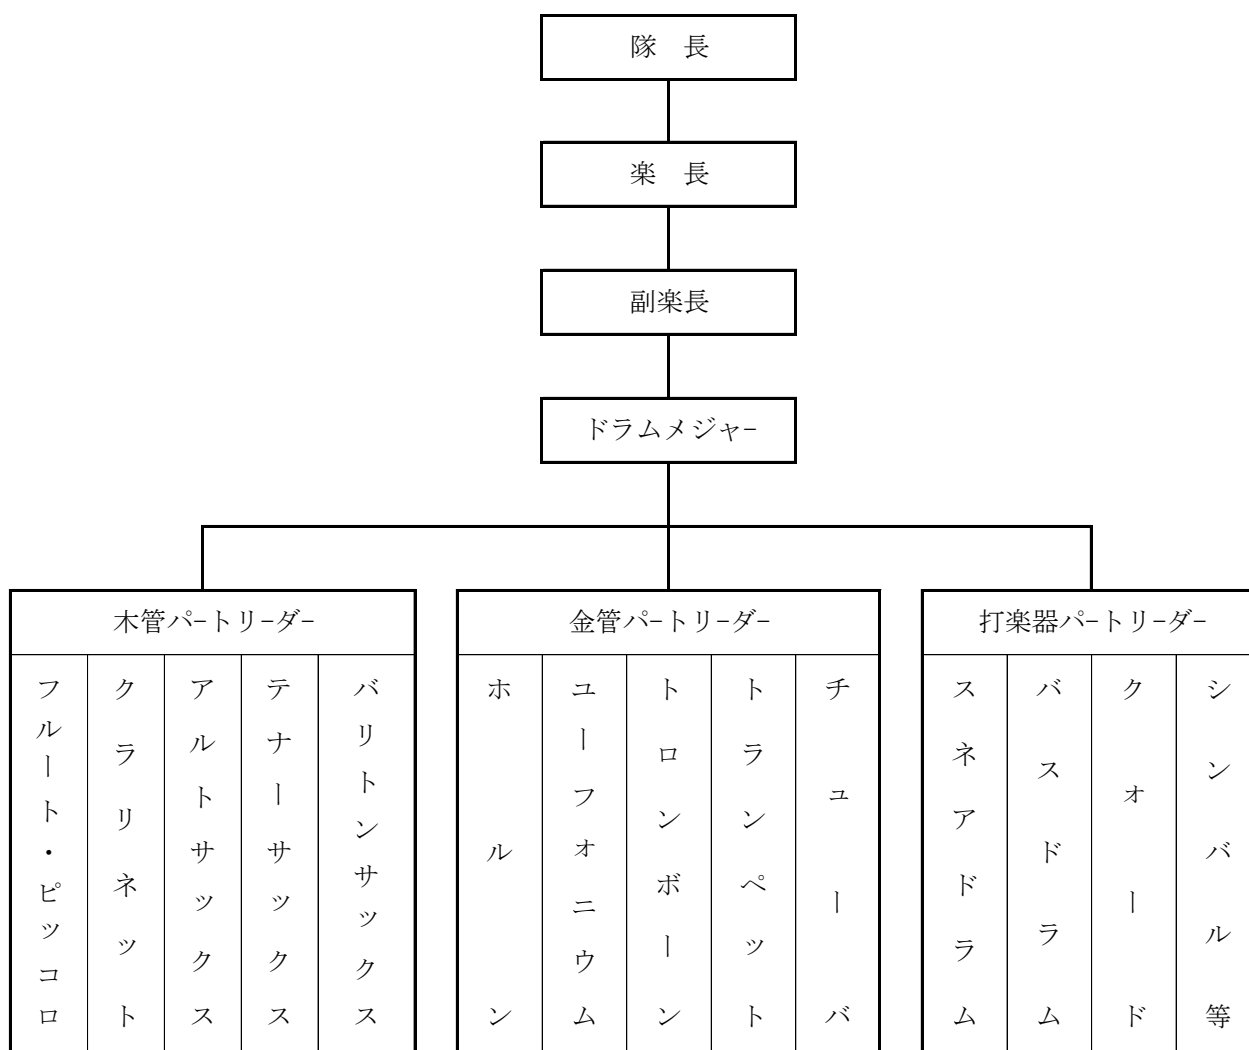 隊　長
楽　長
副楽長
ドラムメジャー
木管パートリーダー
フルート・ピッコロ
クラリネット
アルトサックス
テナーサックス
バリトンサックス
金管パートリーダー
ホルン
ユーフォニウム
トロンボーン
トランペット
チューバ
打楽器パートリーダー
スネアドラム
バスドラム
クォード
シンバル等